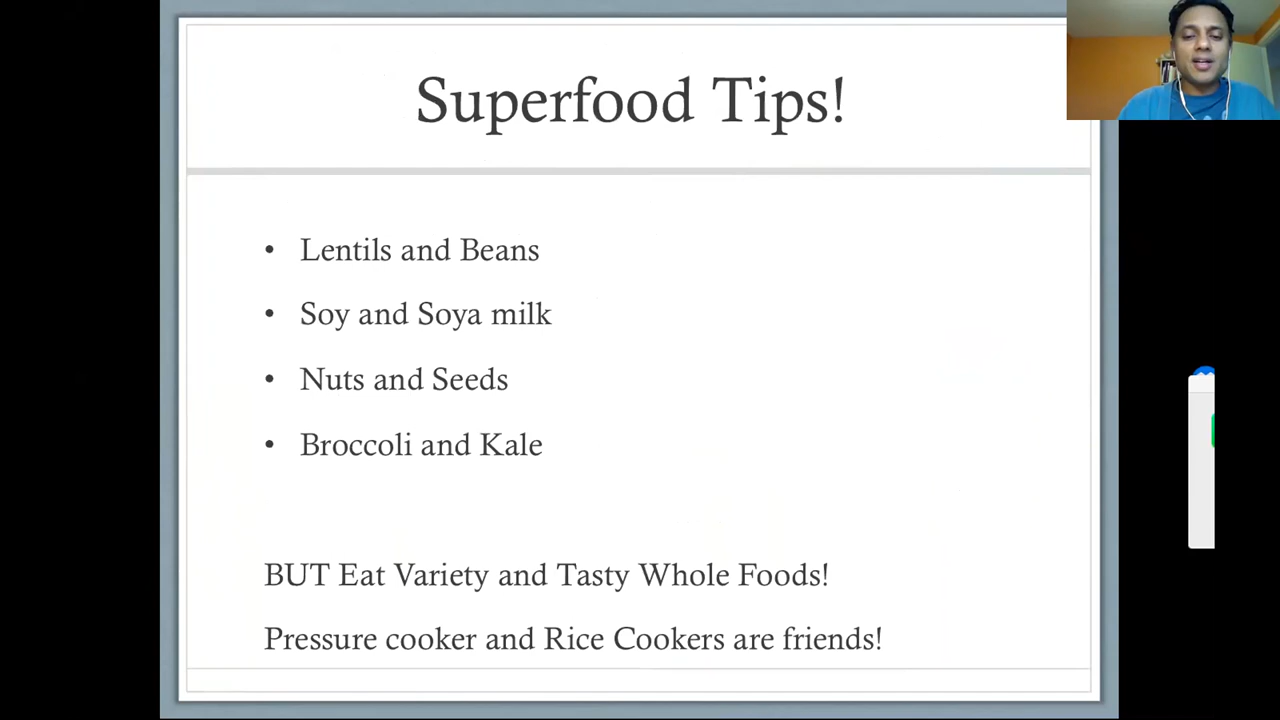 Superfood Tips!
• Lentils and Beans
• Soy and Soya milk
• Nuts and Seeds
• Broccoli and Kale
BUT Eat Variety and Tasty Whole Foods!
Pressure cooker and Rice Cookers are friends!